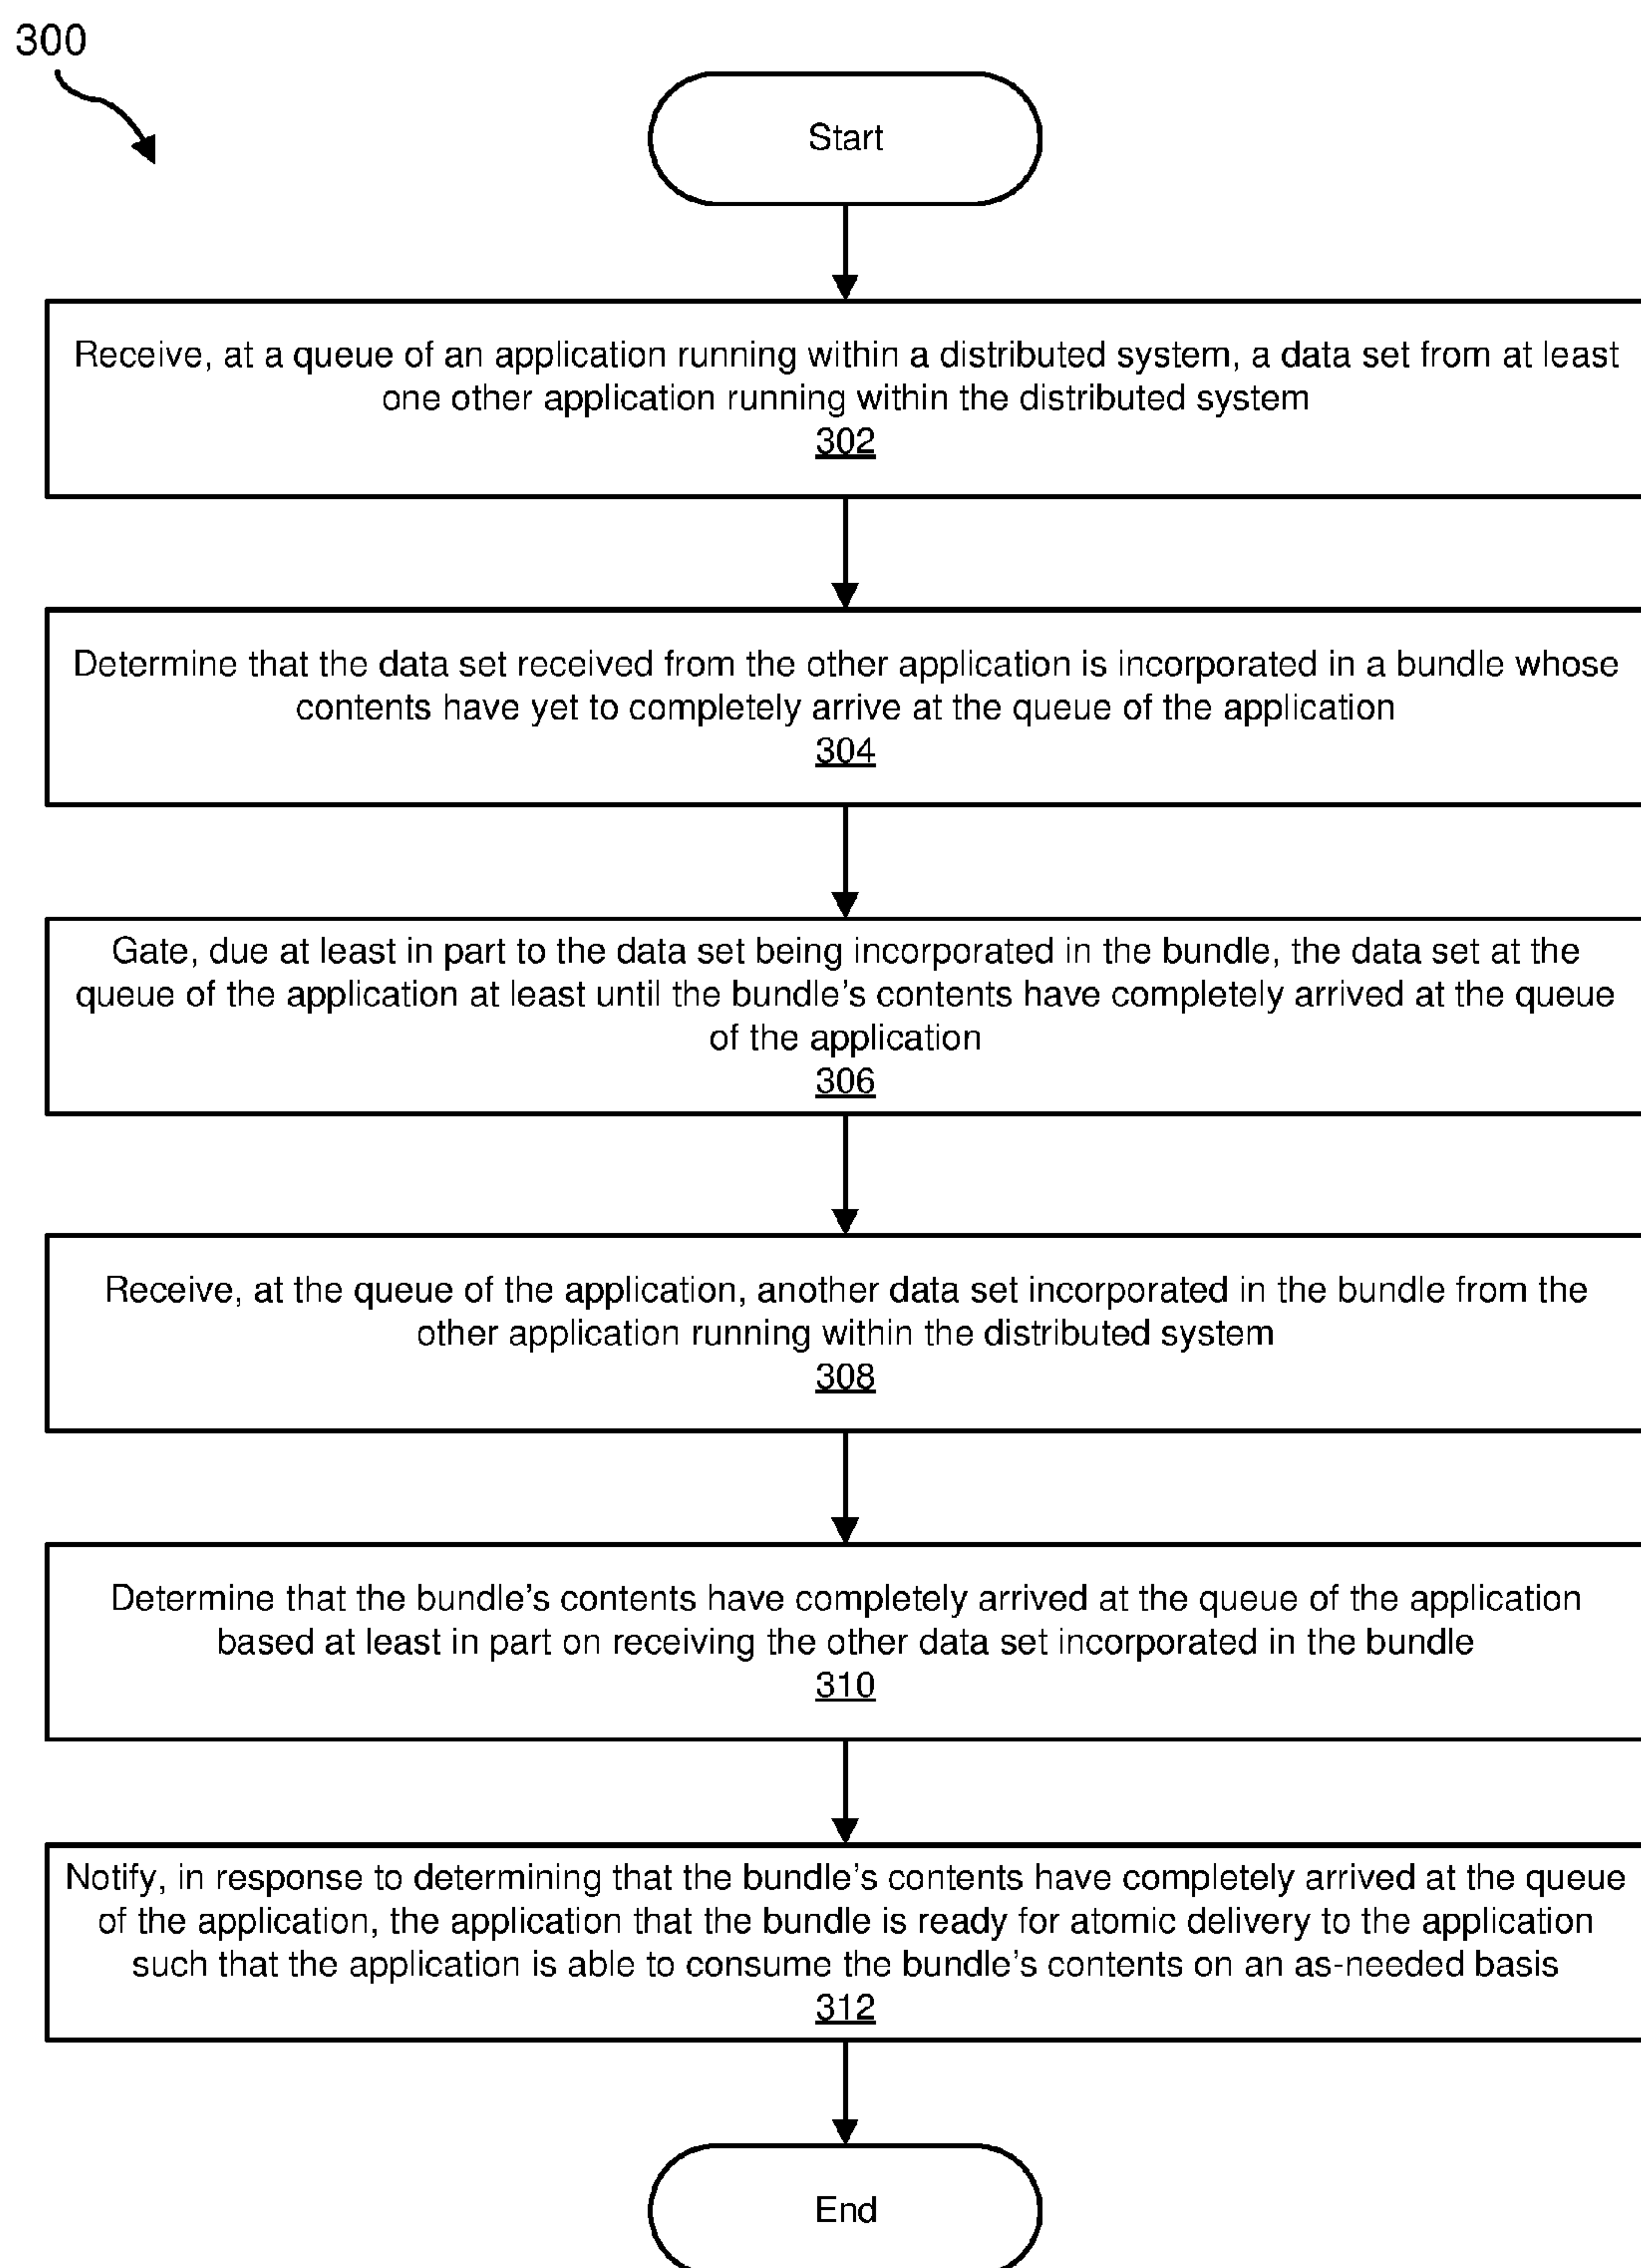 300
Start
Receive, at a queue of an application running within a distributed system, a data set from at least
one other application running within the distributed system
302
Determine that the data set received from the other application is incorporated in a bundle whose
contents have yet to completely arrive at the queue of the application
304
Gate, due at least in part to the data set being incorporated in the bundle, the data set at the
queue of the application at least until the bundle's contents have completely arrived at the queue
of the application
306
Receive, at the queue of the application, another data set incorporated in the bundle from the
other application running within the distributed system
308
Determine that the bundle's contents have completely arrived at the queue of the application
based at least in part on receiving the other data set incorporated in the bundle
310
Notify, in response to determining that the bundle's contents have completely arrived at the queue
of the application, the application that the bundle is ready for atomic delivery to the application
such that the application is able to consume the bundle's contents on an as-needed basis
312
End